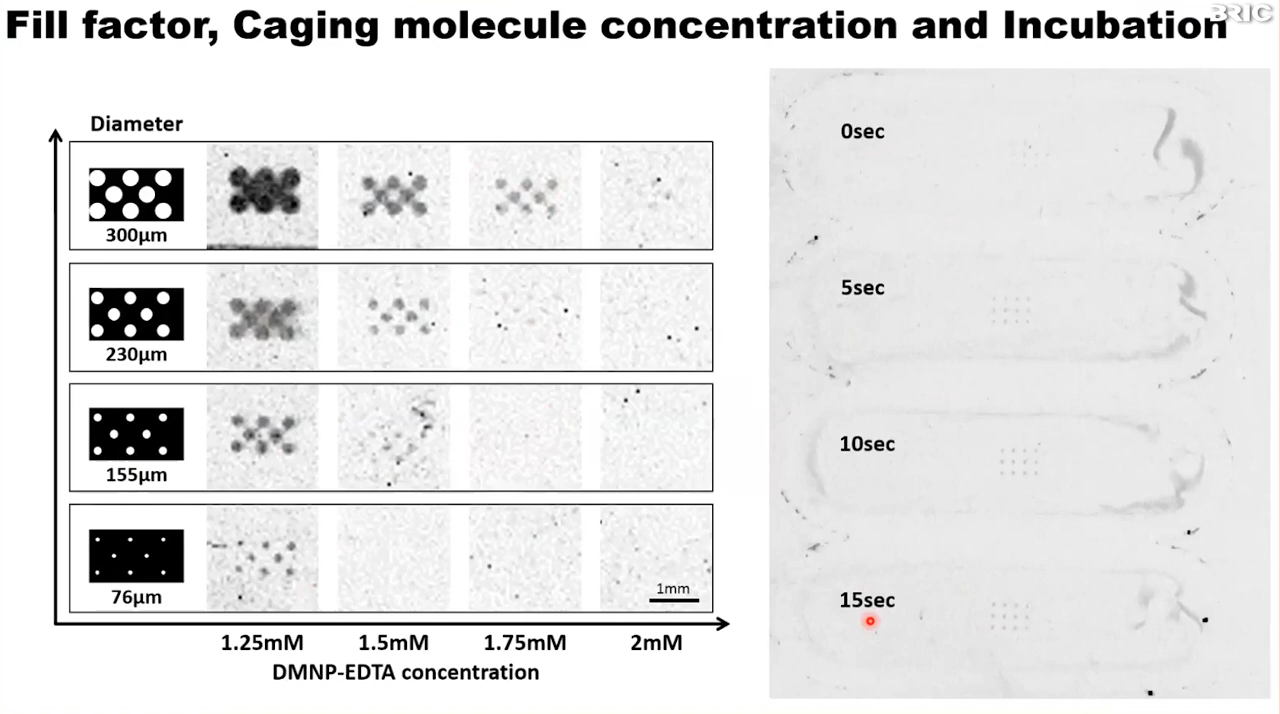 Fill factor, Caging molecule concentration and Incubation
BRIC
Diameter
300μm
230μm
155μm
76μm
1mm
1.25mM
1.5mM
1.75mM
2mM
DMNP-EDTA concentration
0sec
5sec
10sec
15sec